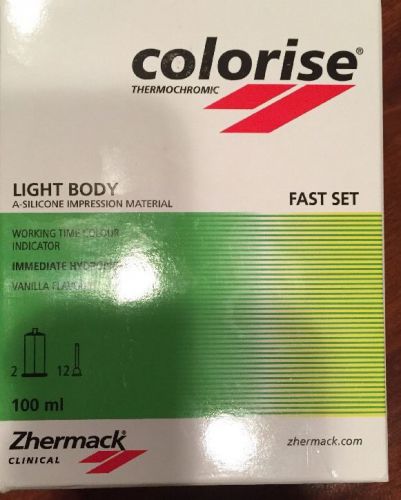 colorise®
THERMOCHROMIC
LIGHT BODY
A-SILICONE IMPRESSION MATERIAL
FAST SET
WORKING TIME COLOUR
INDICATOR
IMMEDIATE
VANILLA
2 12
100 ml
Zhermack®
CLINICAL
zhermack.com